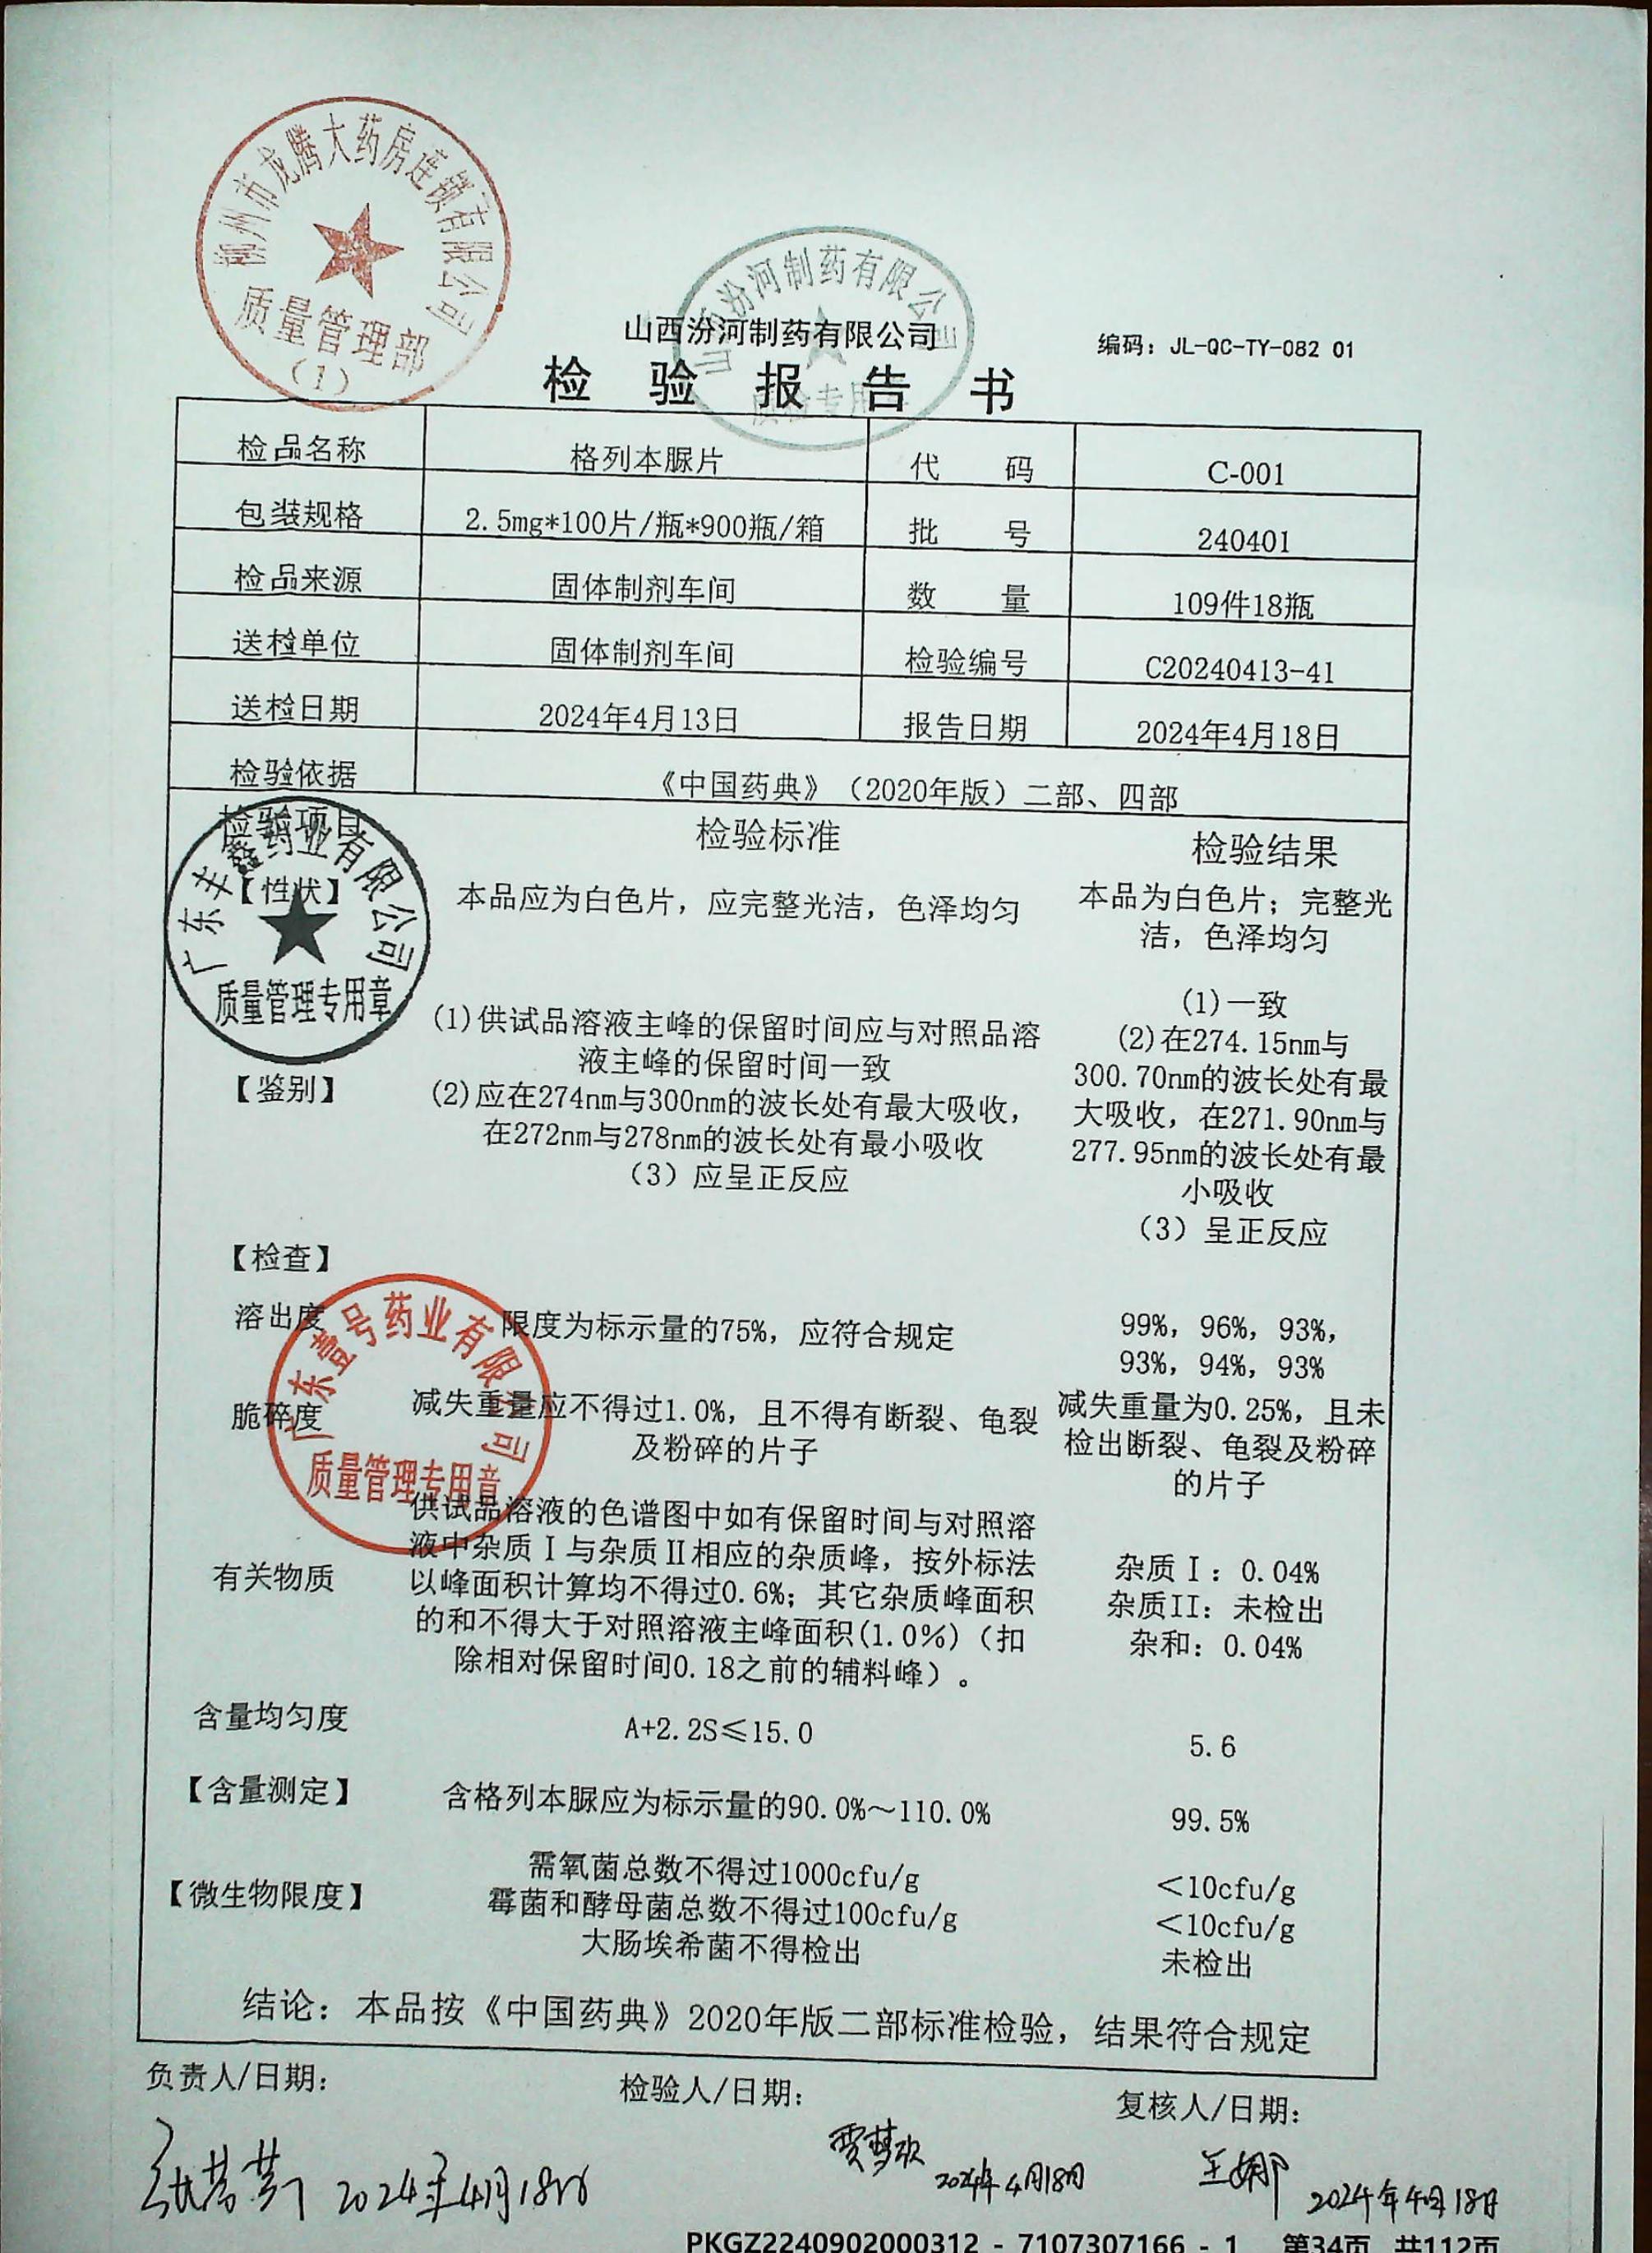 柳州市龙腾大药房连锁有限公司
质量管理部
(1)
山西汾河制药有限公司
质检专用
山西汾河制药有限公司
编码：JL-QC-TY-082 01
检 验 报 告 书
检品名称 格列本脲片 代 码 C-001
包装规格 2.5mg*100片/瓶*900瓶/箱 批 号 240401
检品来源 固体制剂车间 数 量 109件18瓶
送检单位 固体制剂车间 检验编号 C20240413-41
送检日期 2024年4月13日 报告日期 2024年4月18日
检验依据 《中国药典》（2020年版）二部、四部
检验项目 检验标准 检验结果
广东丰鑫药业有限公司
质量管理专用章
【性状】 本品应为白色片，应完整光洁，色泽均匀 本品为白色片；完整光
洁，色泽均匀
【鉴别】
(1)供试品溶液主峰的保留时间应与对照品溶
液主峰的保留时间一致
(2)应在274nm与300nm的波长处有最大吸收，
在272nm与278nm的波长处有最小吸收
（3）应呈正反应
(1)一致
(2)在274.15nm与
300.70nm的波长处有最
大吸收，在271.90nm与
277.95nm的波长处有最
小吸收
（3）呈正反应
【检查】
溶出度 限度为标示量的75%，应符合规定 99%，96%，93%，
93%，94%，93%
广东壹号药业有限公司
质量管理专用章
脆碎度 减失重量应不得过1.0%，且不得有断裂、龟裂
及粉碎的片子
减失重量为0.25%，且未
检出断裂、龟裂及粉碎
的片子
有关物质
供试品溶液的色谱图中如有保留时间与对照溶
液中杂质Ⅰ与杂质Ⅱ相应的杂质峰，按外标法
以峰面积计算均不得过0.6%；其它杂质峰面积
的和不得大于对照溶液主峰面积(1.0%)（扣
除相对保留时间0.18之前的辅料峰）。
杂质Ⅰ：0.04%
杂质II：未检出
杂和：0.04%
含量均匀度 A+2.2S≤15.0 5.6
【含量测定】 含格列本脲应为标示量的90.0%～110.0% 99.5%
【微生物限度】
需氧菌总数不得过1000cfu/g <10cfu/g
霉菌和酵母菌总数不得过100cfu/g <10cfu/g
大肠埃希菌不得检出 未检出
结论：本品按《中国药典》2020年版二部标准检验，结果符合规定
负责人/日期： 检验人/日期： 复核人/日期：
2024年4月18日 贾梦欣 2024年4月18日 王娜 2024年4月18日
PKGZ2240902000312 - 7107307166 - 1 第34页 共112页